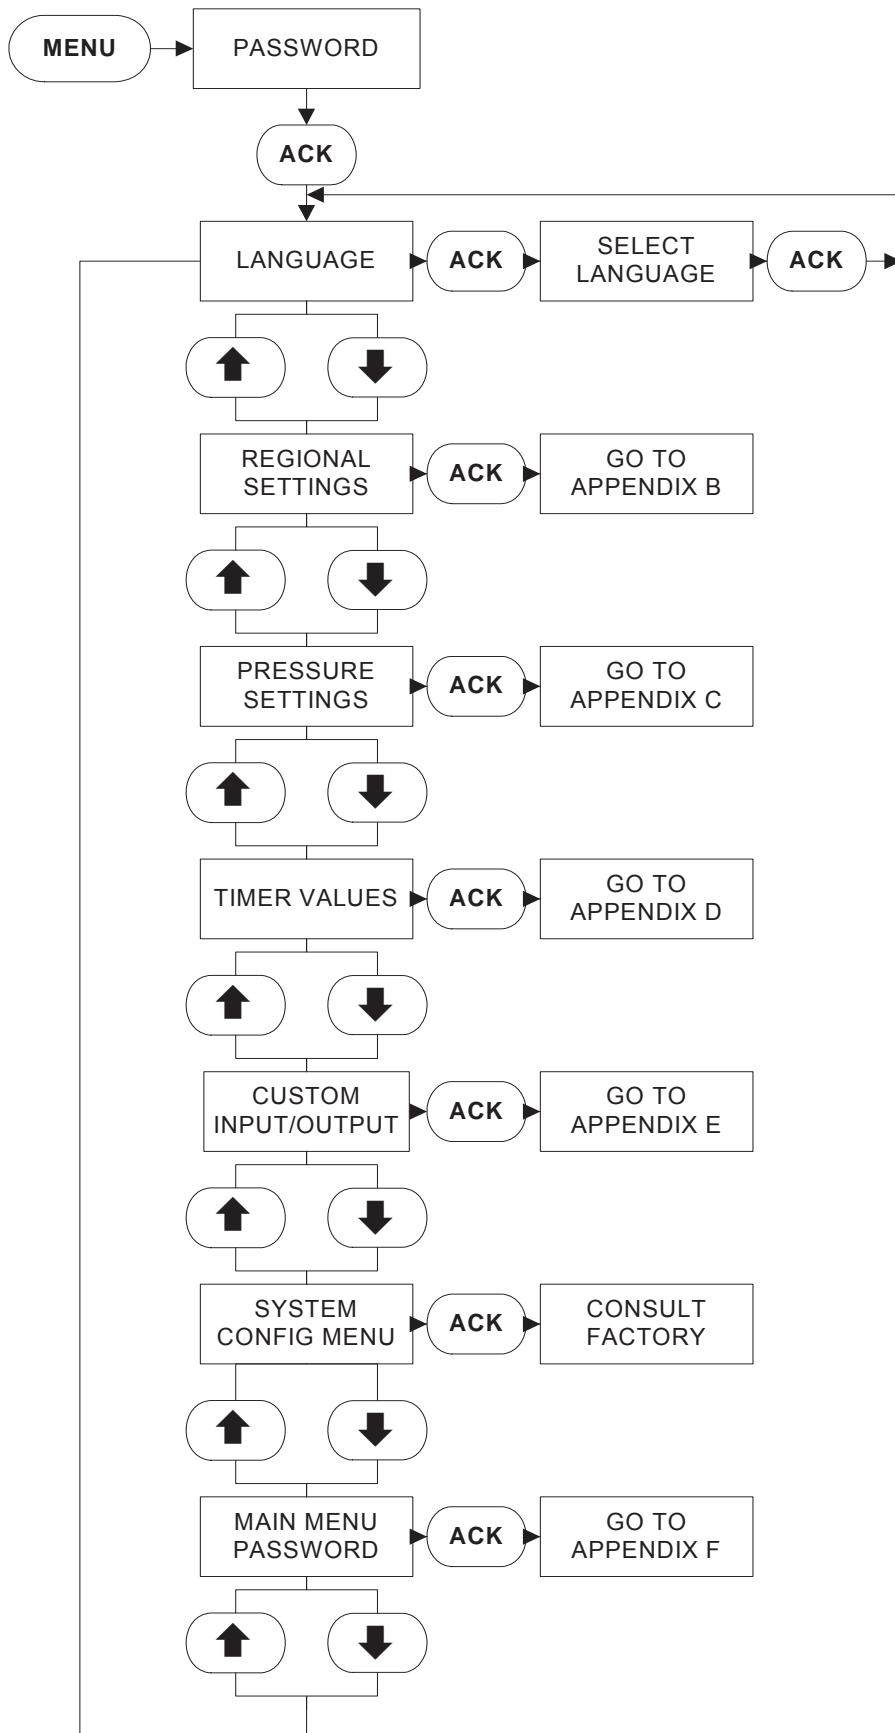 MENU
PASSWORD
ACK
LANGUAGE
ACK
SELECT
LANGUAGE
ACK
REGIONAL
SETTINGS
ACK
GO TO
APPENDIX B
PRESSURE
SETTINGS
ACK
GO TO
APPENDIX C
TIMER VALUES
ACK
GO TO
APPENDIX D
CUSTOM
INPUT/OUTPUT
ACK
GO TO
APPENDIX E
SYSTEM
CONFIG MENU
ACK
CONSULT
FACTORY
MAIN MENU
PASSWORD
ACK
GO TO
APPENDIX F